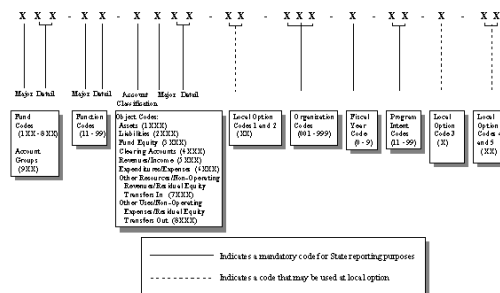 X X X - X X - X X X X - X X - X X X - X - X X - X - X X
Major Detail Major Detail Account Major Detail
Classification
Fund
Codes
(1XX-8XX)
Account
Groups
(9XX)
Function
Codes
(11 - 99)
Object Codes:
Assets (1XXX)
Liabilities (2XXX)
Fund Equity (3XXX)
Clearing Accounts (4XXX)
Revenues/Income (5XXX)
Expenditures/Expenses (6XXX)
Other Resources/Non-Operating
Revenues/Residual Equity
Transfers In (7XXX)
Other Uses/Non-Operating
Expenses/Residual Equity
Transfers Out (8XXX)
Local Option
Codes 1 and 2
(XX)
Organization
Codes
(001-999)
Fiscal
Year
Code
(0 - 9)
Program
Intent
Codes
(11-99)
Local
Option
Code 3
(X)
Local
Option
Codes 4
and 5
(XX)
Indicates a mandatory code for State reporting purposes
Indicates a code that may be used at local option